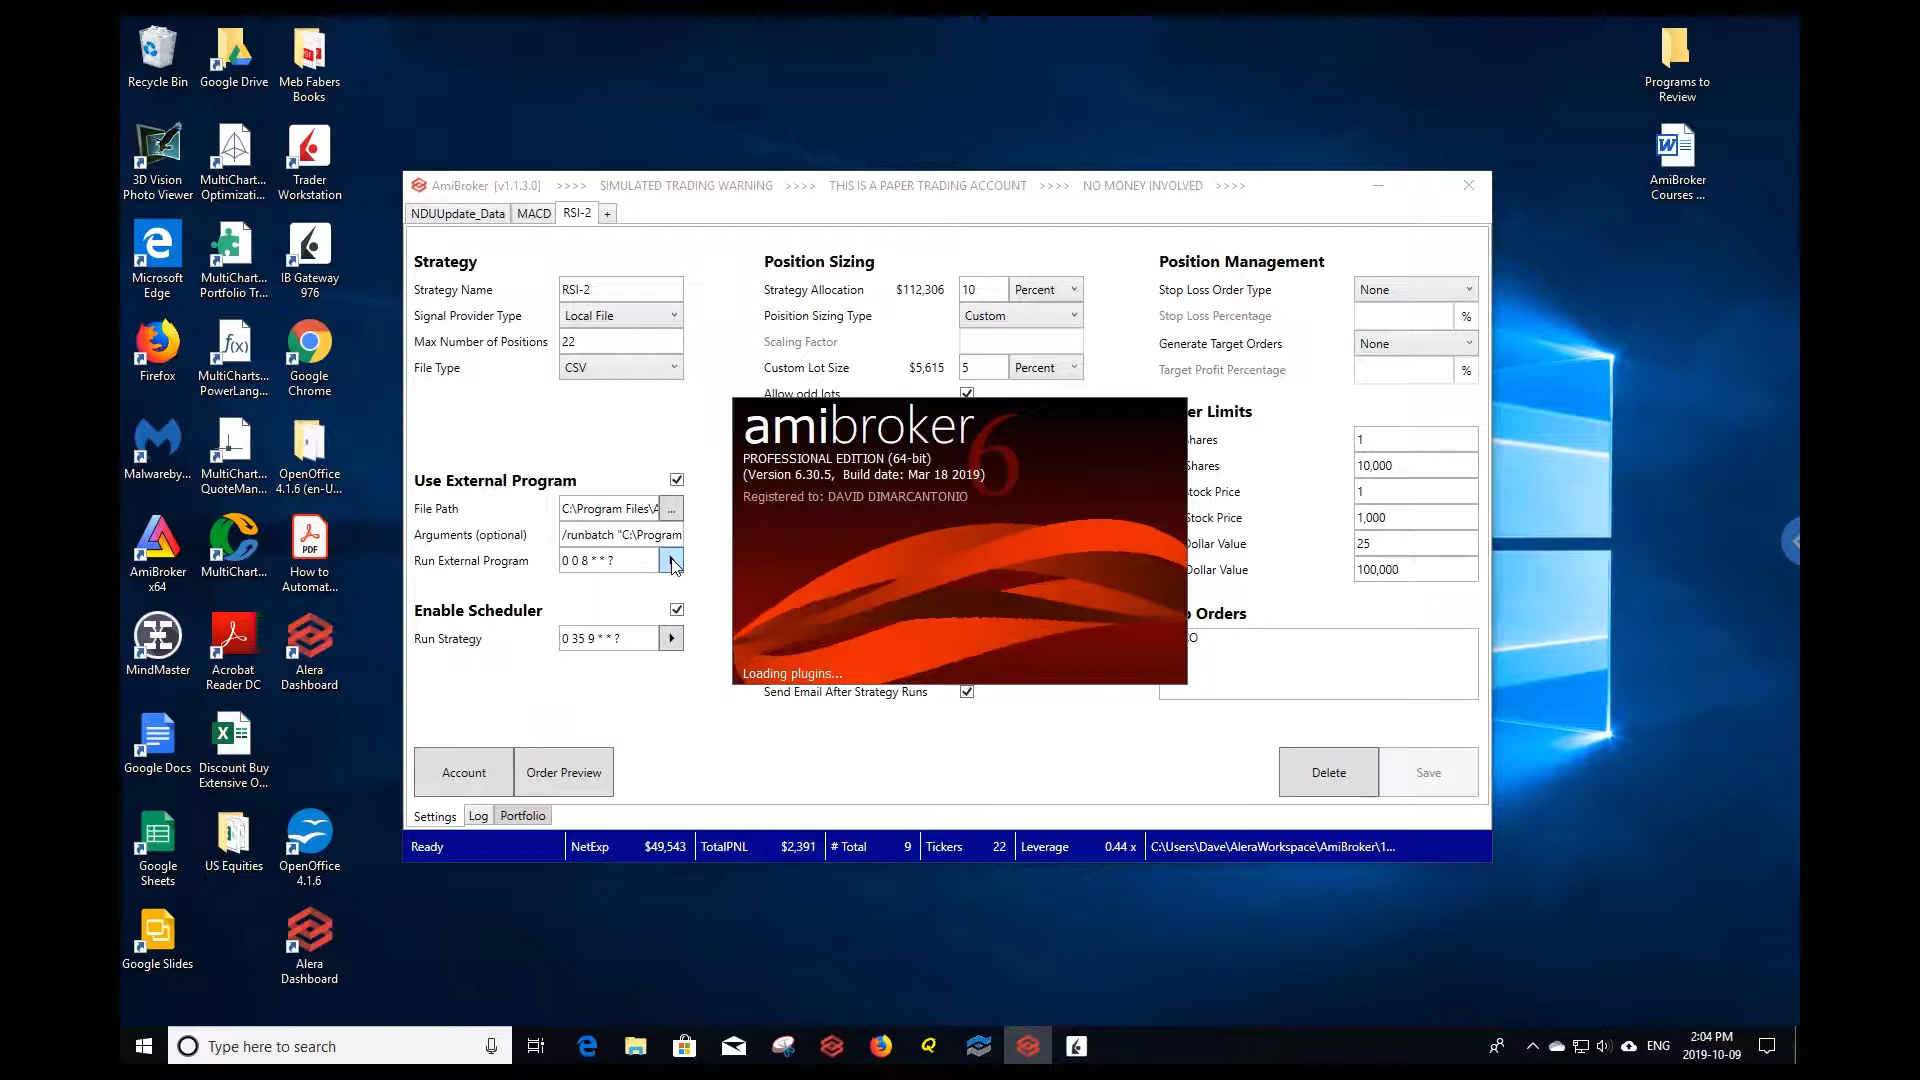 Recycle Bin
Google Drive
Meb Fabers
Books
Programs to
Review
3D Vision
Photo Viewer
MultiChart...
Optimizati...
Trader
Workstation
AmiBroker
Courses ...
Microsoft
Edge
MultiChart...
Portfolio Tr...
IB Gateway
976
Firefox
MultiCharts...
PowerLang...
Google
Chrome
Malwareby...
MultiChart...
QuoteMan...
OpenOffice
4.1.6 (en-U...
AmiBroker
x64
MultiChart...
How to
Automat...
MindMaster
Acrobat
Reader DC
Alera
Dashboard
Google Docs
Discount Buy
Extensive O...
Google
Sheets
US Equities
OpenOffice
4.1.6
Google Slides
Alera
Dashboard
AmiBroker [v1.1.3.0] >>>> SIMULATED TRADING WARNING >>>> THIS IS A PAPER TRADING ACCOUNT >>>> NO MONEY INVOLVED >>>>
NDUUpdate_Data MACD RSI-2 +
Strategy
Strategy Name RSI-2
Signal Provider Type Local File
Max Number of Positions 22
File Type CSV
Use External Program
File Path C:\Program Files\A ...
Arguments (optional) /runbatch "C:\Program
Run External Program 0 0 8 * * ?
Enable Scheduler
Run Strategy 0 35 9 * * ?
Position Sizing
Strategy Allocation $112,306 10 Percent
Poisition Sizing Type Custom
Scaling Factor
Custom Lot Size $5,615 5 Percent
Allow odd lots
Send Email After Strategy Runs
Position Management
Stop Loss Order Type None
Stop Loss Percentage %
Generate Target Orders None
Target Profit Percentage %
er Limits
hares 1
Shares 10,000
tock Price 1
Stock Price 1,000
Dollar Value 25
Dollar Value 100,000
Orders
amibroker 6
PROFESSIONAL EDITION (64-bit)
(Version 6.30.5, Build date: Mar 18 2019)
Registered to: DAVID DIMARCANTONIO
Loading plugins...
Account Order Preview Delete Save
Settings Log Portfolio
Ready NetExp $49,543 TotalPNL $2,391 # Total 9 Tickers 22 Leverage 0.44 x C:\Users\Dave\AleraWorkspace\AmiBroker\1...
Type here to search
ENG
2:04 PM
2019-10-09